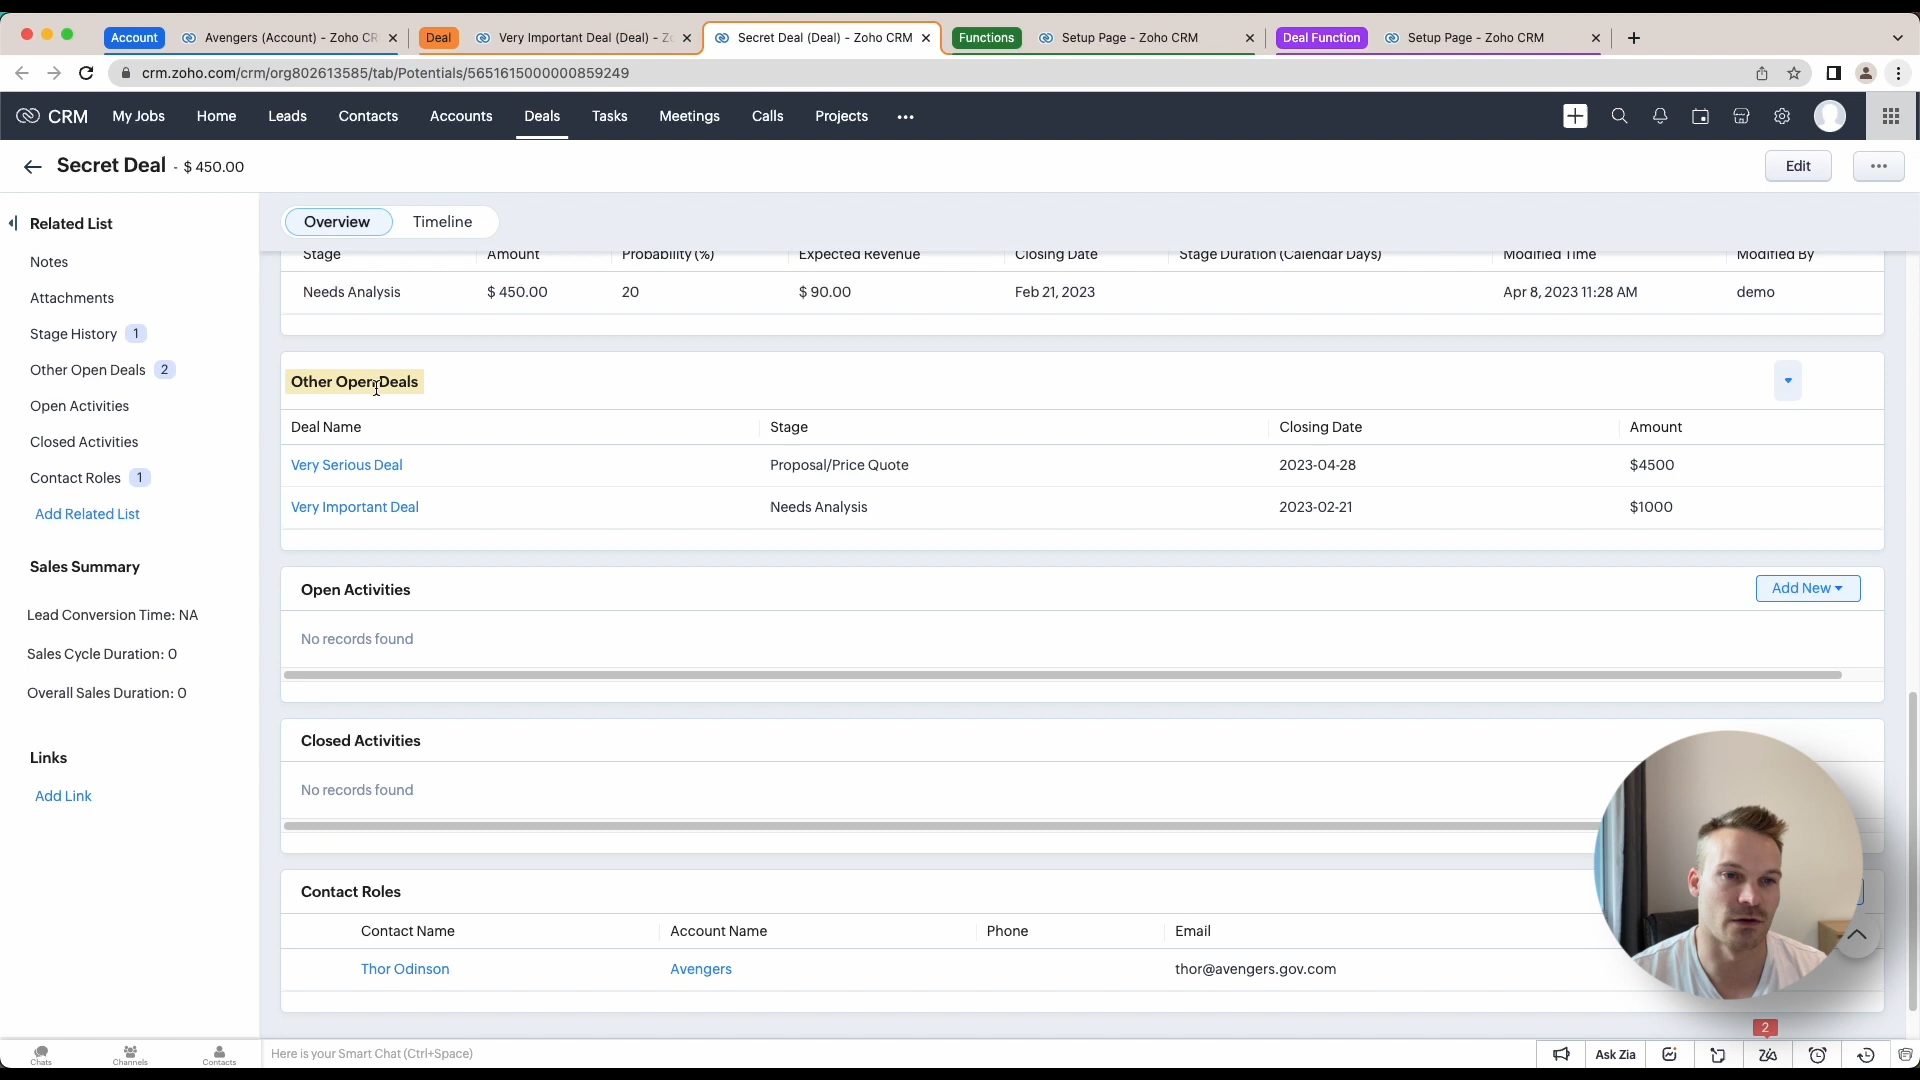 Account Avengers (Account) - Zoho CR Deal Very Important Deal (Deal) - Z Secret Deal (Deal) - Zoho CRM Functions Setup Page - Zoho CRM Deal Function Setup Page - Zoho CRM
crm.zoho.com/crm/org802613585/tab/Potentials/5651615000000859249
CRM My Jobs Home Leads Contacts Accounts Deals Tasks Meetings Calls Projects
Secret Deal - $ 450.00 Edit
Related List
Notes
Attachments
Stage History 1
Other Open Deals 2
Open Activities
Closed Activities
Contact Roles 1
Add Related List
Sales Summary
Lead Conversion Time: NA
Sales Cycle Duration: 0
Overall Sales Duration: 0
Links
Add Link
Overview Timeline
Stage Amount Probability (%) Expected Revenue Closing Date Stage Duration (Calendar Days) Modified Time Modified By
Needs Analysis $ 450.00 20 $ 90.00 Feb 21, 2023 Apr 8, 2023 11:28 AM demo
Other Open Deals
Deal Name Stage Closing Date Amount
Very Serious Deal Proposal/Price Quote 2023-04-28 $4500
Very Important Deal Needs Analysis 2023-02-21 $1000
Open Activities Add New
No records found
Closed Activities
No records found
Contact Roles
Contact Name Account Name Phone Email
Thor Odinson Avengers thor@avengers.gov.com
2
Chats Channels Contacts Here is your Smart Chat (Ctrl+Space) Ask Zia